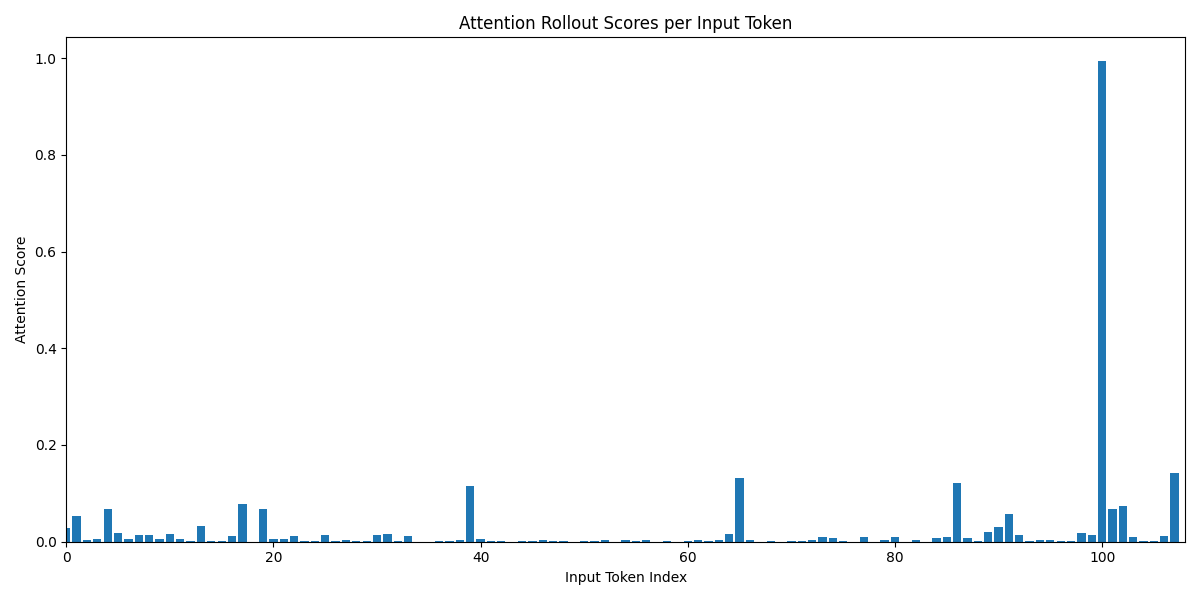 Attention Rollout Scores per Input Token
Attention Score
1.0
0.8
0.6
0.4
0.2
0.0
0 20 40 60 80 100
Input Token Index